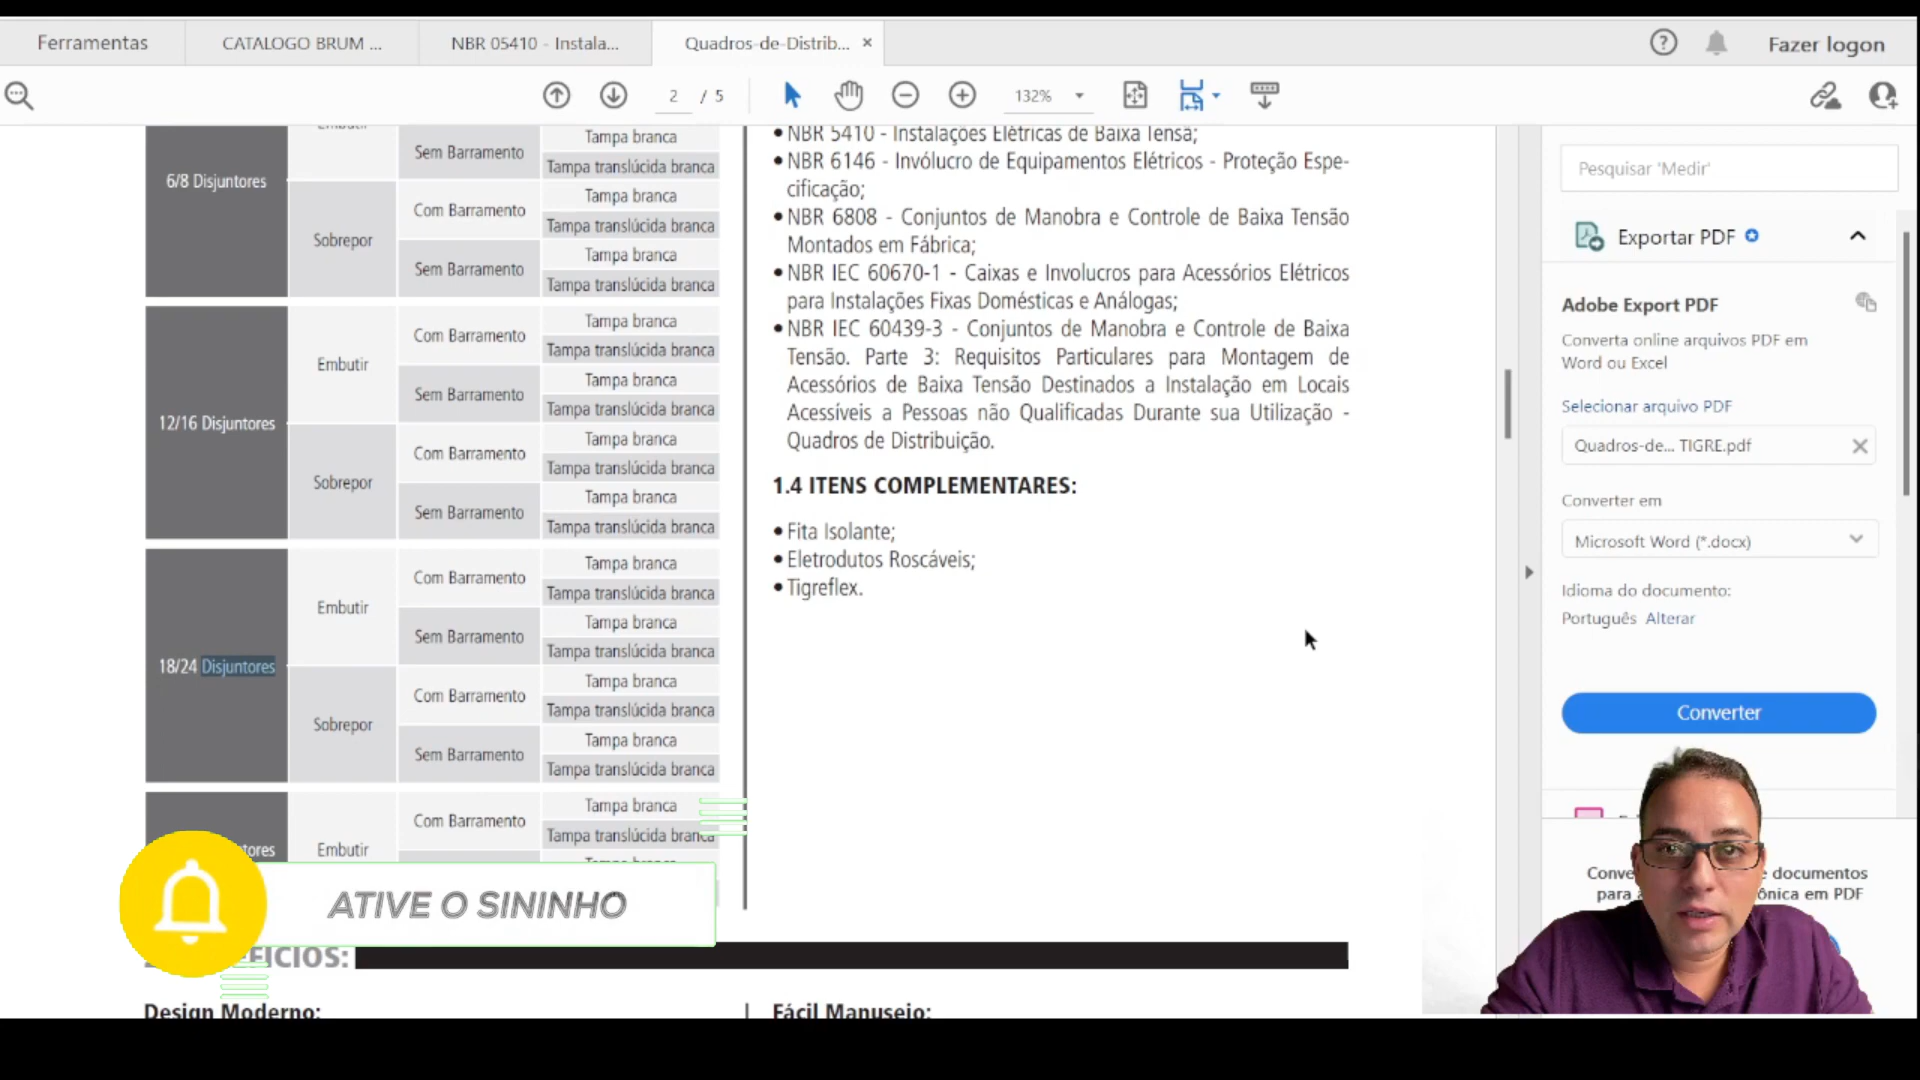 Ferramentas
CATALOGO BRUM ...
NBR 05410 - Instala...
Quadros-de-Distrib...
Fazer logon
2 / 5
132%
6/8 Disjuntores
Sobrepor
Sem Barramento
Com Barramento
Sem Barramento
Tampa branca
Tampa translúcida branca
Tampa branca
Tampa translúcida branca
Tampa branca
Tampa translúcida branca
12/16 Disjuntores
Embutir
Sobrepor
Com Barramento
Sem Barramento
Com Barramento
Sem Barramento
Tampa branca
Tampa translúcida branca
Tampa branca
Tampa translúcida branca
Tampa branca
Tampa translúcida branca
Tampa branca
Tampa translúcida branca
18/24 Disjuntores
Embutir
Sobrepor
Com Barramento
Sem Barramento
Com Barramento
Sem Barramento
Tampa branca
Tampa translúcida branca
Tampa branca
Tampa translúcida branca
Tampa branca
Tampa translúcida branca
Tampa branca
Tampa translúcida branca
Embutir
Com Barramento
Tampa branca
Tampa translúcida branca
• NBR 5410 - Instalações Elétricas de Baixa Tensa;
• NBR 6146 - Invólucro de Equipamentos Elétricos - Proteção Espe-
cificação;
• NBR 6808 - Conjuntos de Manobra e Controle de Baixa Tensão
Montados em Fábrica;
• NBR IEC 60670-1 - Caixas e Involucros para Acessórios Elétricos
para Instalações Fixas Domésticas e Análogas;
• NBR IEC 60439-3 - Conjuntos de Manobra e Controle de Baixa
Tensão. Parte 3: Requisitos Particulares para Montagem de
Acessórios de Baixa Tensão Destinados a Instalação em Locais
Acessíveis a Pessoas não Qualificadas Durante sua Utilização -
Quadros de Distribuição.
1.4 ITENS COMPLEMENTARES:
• Fita Isolante;
• Eletrodutos Roscáveis;
• Tigreflex.
ATIVE O SININHO
Design Moderno:
Fácil Manuseio:
Pesquisar 'Medir'
Exportar PDF
Adobe Export PDF
Converta online arquivos PDF em
Word ou Excel
Selecionar arquivo PDF
Quadros-de... TIGRE.pdf
Converter em
Microsoft Word (*.docx)
Idioma do documento:
Português Alterar
Converter
documentos
em PDF